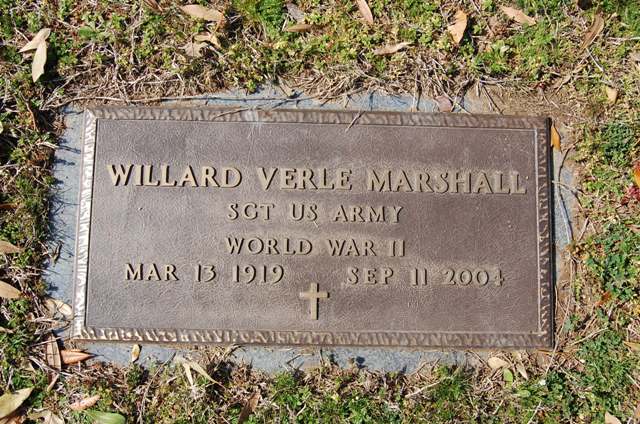 WILLARD VERLE MARSHALL
SGT US ARMY
WORLD WAR II
MAR 13 1919 SEP 11 2004